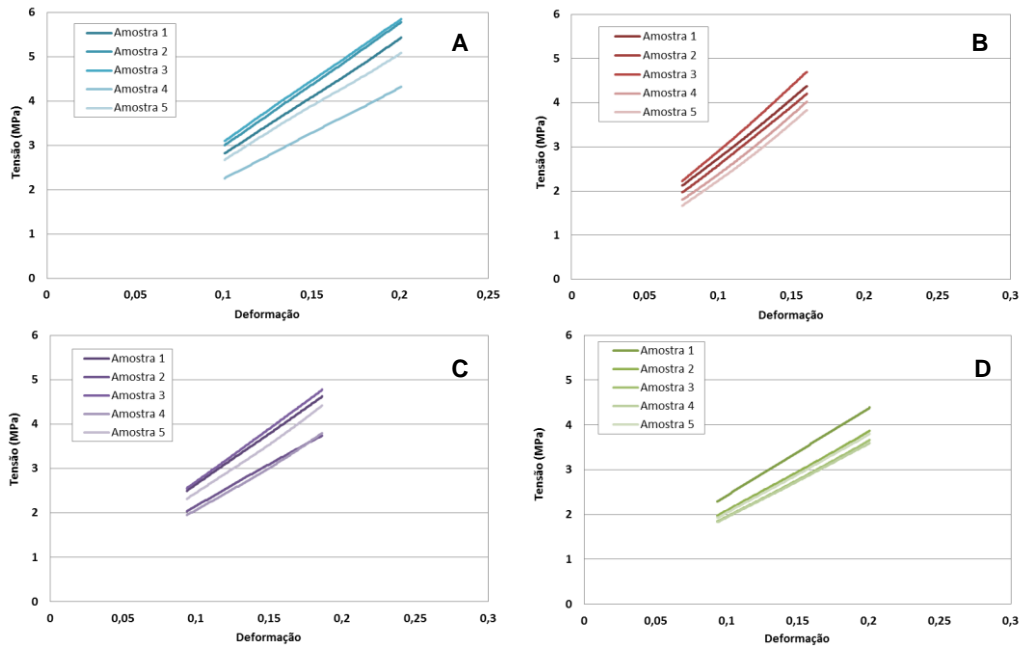 A
Amostra 1
Amostra 2
Amostra 3
Amostra 4
Amostra 5
Tensão (MPa)
6
5
4
3
2
1
0
0 0,05 0,1 0,15 0,2 0,25
Deformação
B
Amostra 1
Amostra 2
Amostra 3
Amostra 4
Amostra 5
Tensão (MPa)
6
5
4
3
2
1
0
0 0,05 0,1 0,15 0,2 0,25 0,3
Deformação
C
Amostra 1
Amostra 2
Amostra 3
Amostra 4
Amostra 5
Tensão (MPa)
6
5
4
3
2
1
0
0 0,05 0,1 0,15 0,2 0,25 0,3
Deformação
D
Amostra 1
Amostra 2
Amostra 3
Amostra 4
Amostra 5
Tensão (MPa)
6
5
4
3
2
1
0
0 0,05 0,1 0,15 0,2 0,25 0,3
Deformação